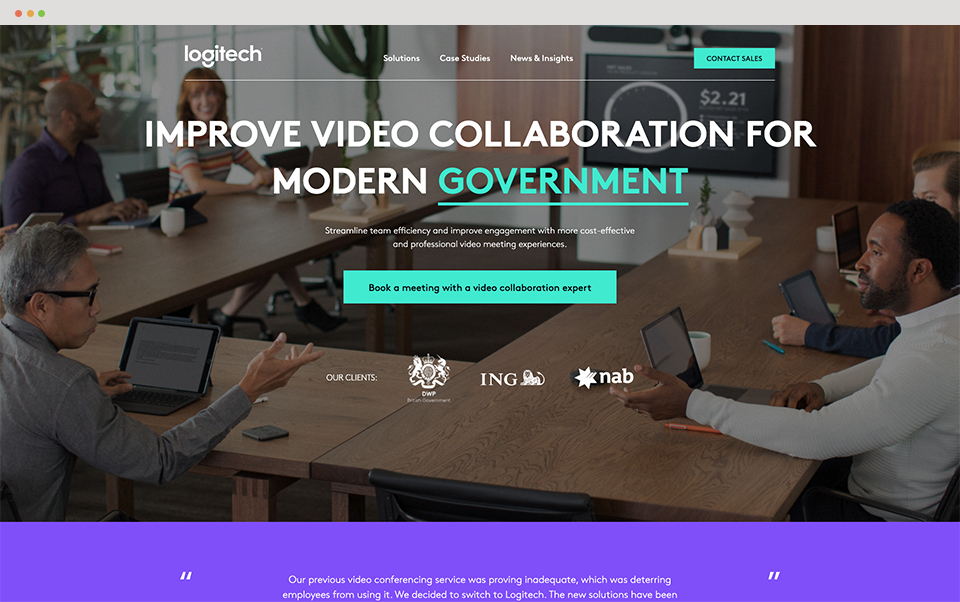 logitech
Solutions Case Studies News & Insights CONTACT SALES
NET SALES
$2.21
IMPROVE VIDEO COLLABORATION FOR
MODERN GOVERNMENT
Streamline team efficiency and improve engagement with more cost-effective
and professional video meeting experiences.
Book a meeting with a video collaboration expert
OUR CLIENTS:
DWP
British Government
ING
nab
“ Our previous video conferencing service was proving inadequate, which was deterring ”
employees from using it. We decided to switch to Logitech. The new solutions have been